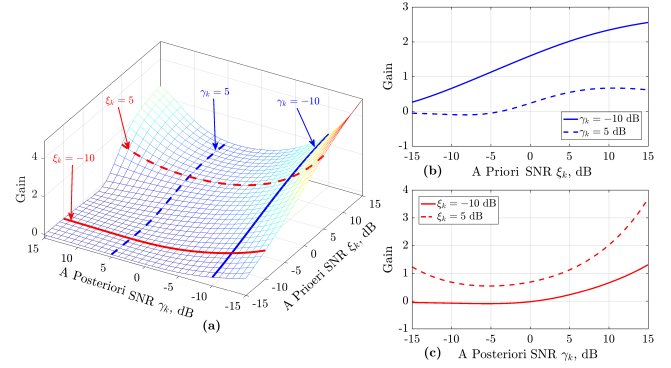 ξk = 5
γk = 5
γk = −10
ξk = −10
Gain
4
2
0
15
10
5
0
-5
-10
-15
A Posteriori SNR γk, dB
-15
-10
-5
0
5
10
15
A Prioeri SNR ξk, dB
(a)
3
2
1
0
-1
Gain
γk = −10 dB
γk = 5 dB
-15 -10 -5 0 5 10 15
(b) A Priori SNR ξk, dB
4
3
2
1
0
-1
Gain
ξk = −10 dB
ξk = 5 dB
-15 -10 -5 0 5 10 15
(c) A Posteriori SNR γk, dB